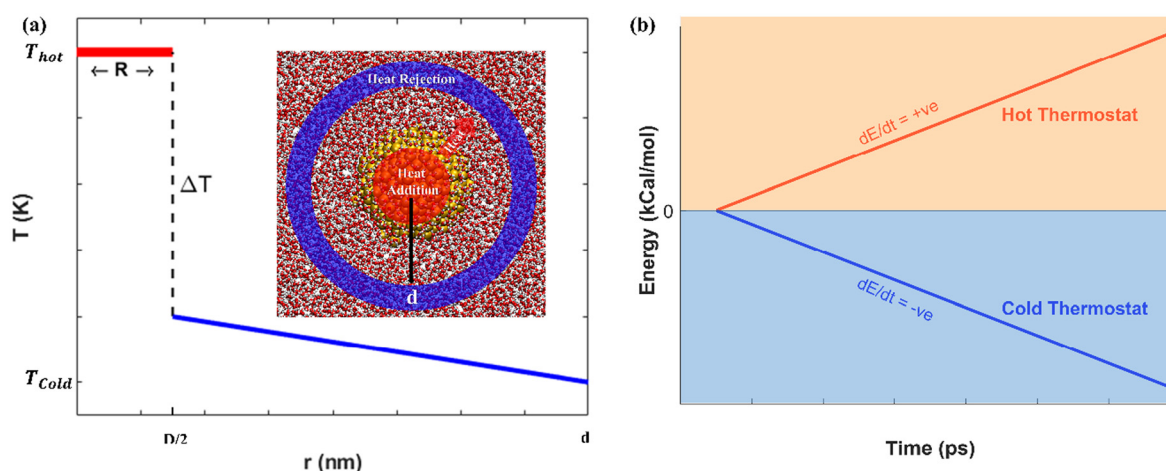 (a)
T_hot
← R →
ΔT
T (K)
Heat Rejection
Heat
Addition
d
T_Cold
D/2
d
r (nm)
(b)
dE/dt = +ve
Hot Thermostat
0
Energy (kCal/mol)
dE/dt = -ve
Cold Thermostat
Time (ps)